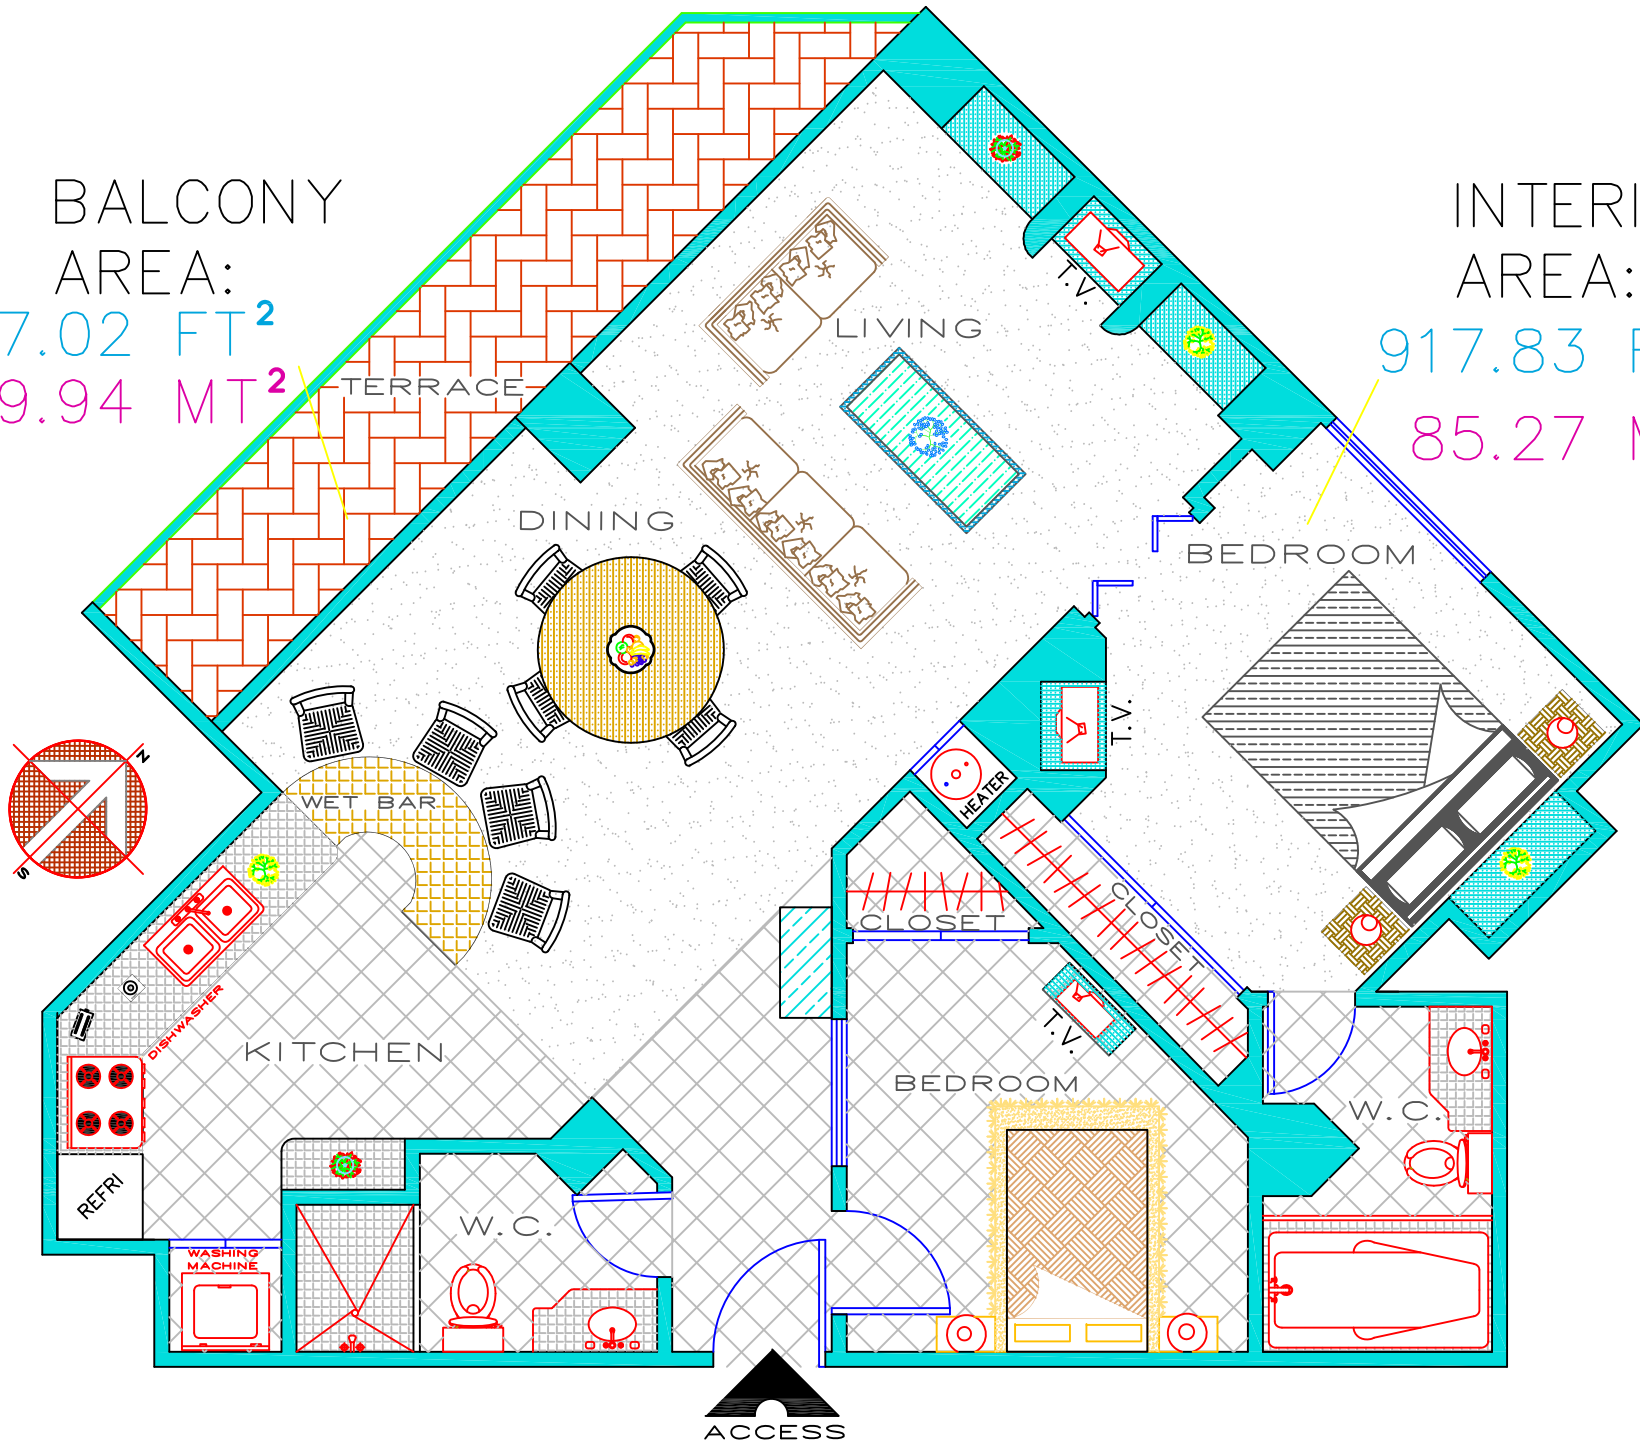 BALCONY
AREA:
7.02 FT²
9.94 MT²
INTERI
AREA:
917.83 F
85.27 M
TERRACE
LIVING
T.V.
DINING
BEDROOM
T.V.
N
S
WET BAR
HEATER
CLOSET
CLOSET
DISHWASHER
KITCHEN
T.V.
BEDROOM
W.C.
REFRI
W.C.
WASHING
MACHINE
ACCESS